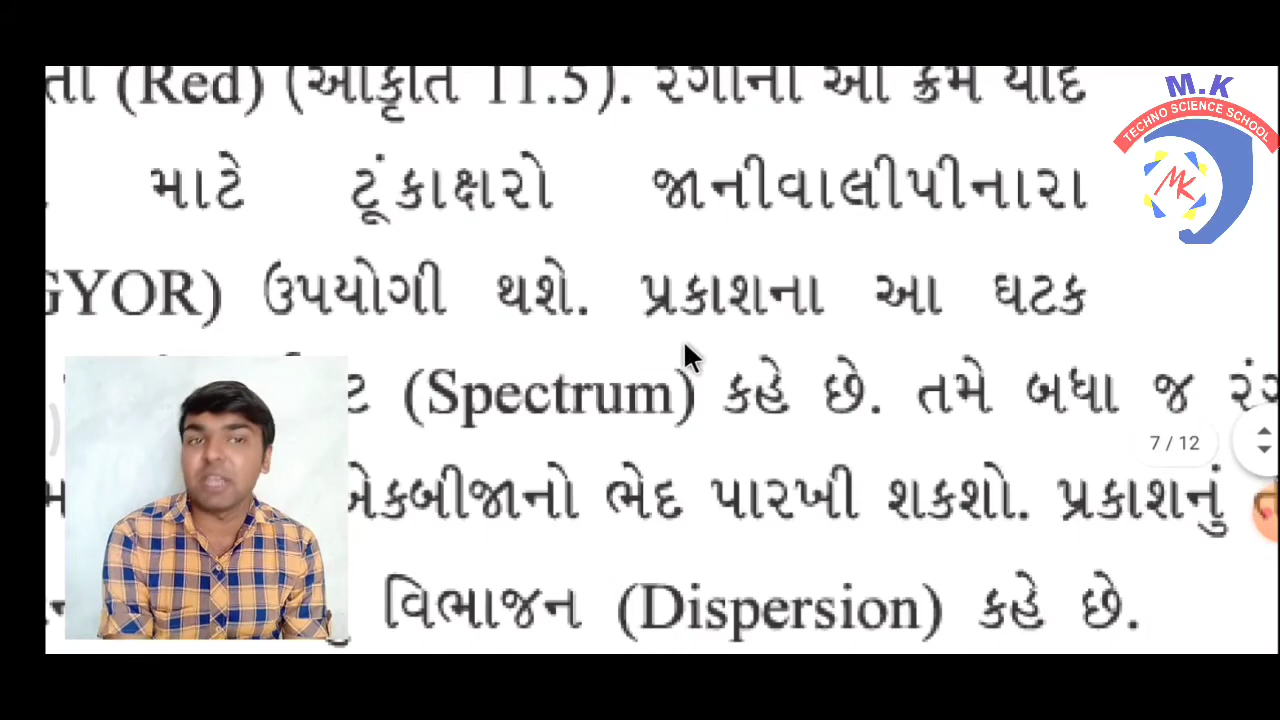 (Red) (આકૃતિ 11.5). રંગોનો આ ક્રમ યાદ
M.K
TECHNO SCIENCE SCHOOL
MK
માટે ટૂંકાક્ષરો જાનીવાલીપીનારા
GYOR) ઉપયોગી થશે. પ્રકાશના આ ઘટક
(Spectrum) કહે છે. તમે બધા જ
7 / 12
એકબીજાનો ભેદ પારખી શકશો. પ્રકાશનું
વિભાજન (Dispersion) કહે છે.